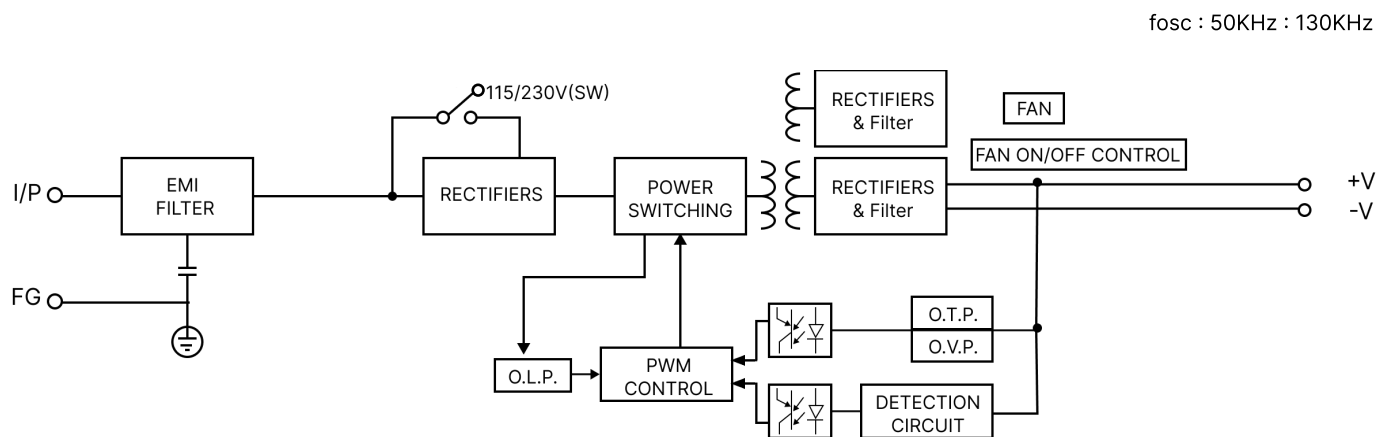 fosc : 50KHz : 130KHz
115/230V(SW)
RECTIFIERS
& Filter
FAN
FAN ON/OFF CONTROL
I/P
EMI
FILTER
RECTIFIERS
POWER
SWITCHING
RECTIFIERS
& Filter
+V
-V
FG
O.T.P.
O.V.P.
O.L.P.
PWM
CONTROL
DETECTION
CIRCUIT